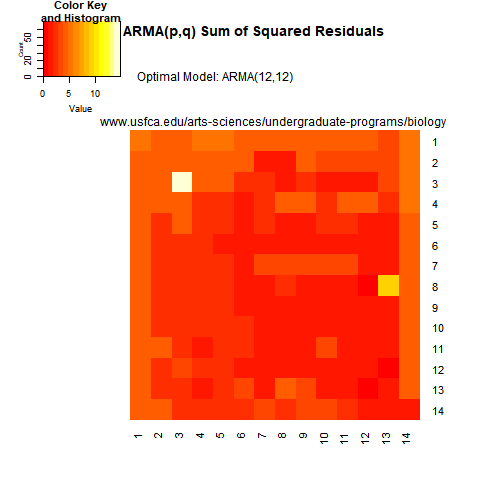 Color Key
and Histogram
Count
0 20 50
0 5 10
Value
ARMA(p,q) Sum of Squared Residuals
Optimal Model: ARMA(12,12)
www.usfca.edu/arts-sciences/undergraduate-programs/biology
1
2
3
4
5
6
7
8
9
10
11
12
13
14
1 2 3 4 5 6 7 8 9 10 11 12 13 14